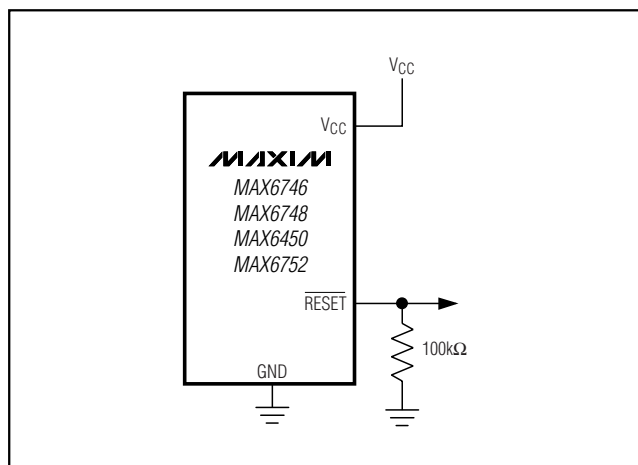 VCC
VCC
MAXIM
MAX6746
MAX6748
MAX6450
MAX6752
RESET
100kΩ
GND